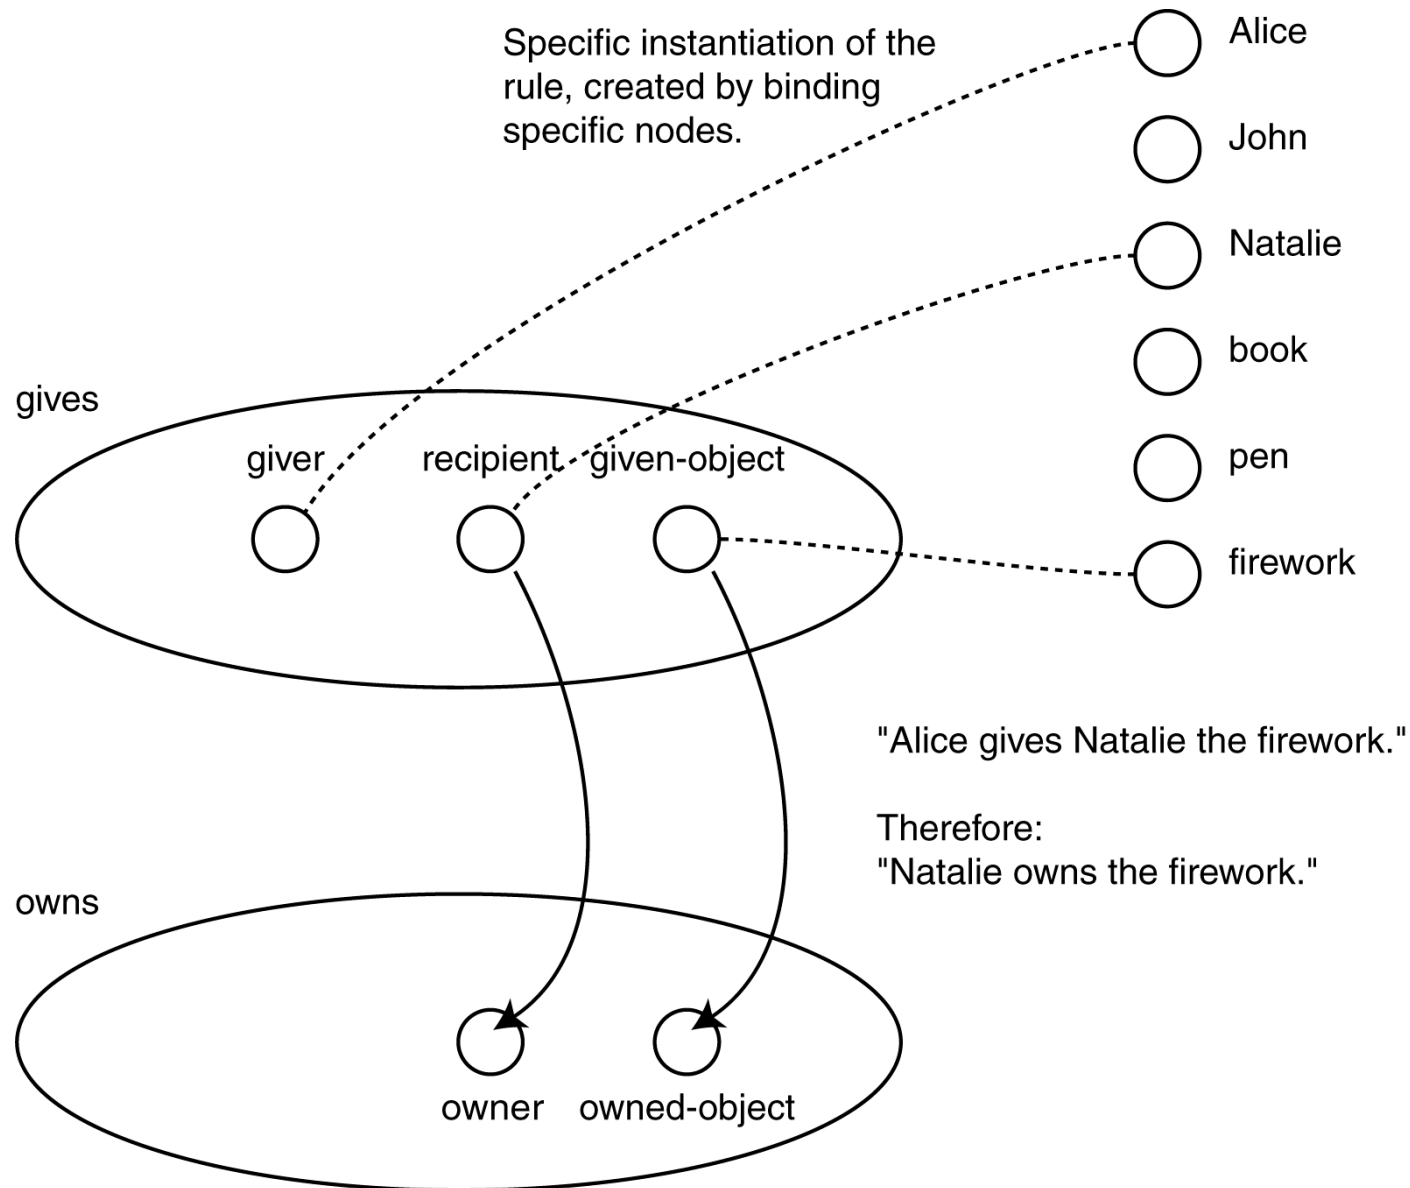 Specific instantiation of the
rule, created by binding
specific nodes.
Alice
John
Natalie
book
pen
firework
gives
giver recipient given-object
"Alice gives Natalie the firework."
Therefore:
"Natalie owns the firework."
owns
owner owned-object